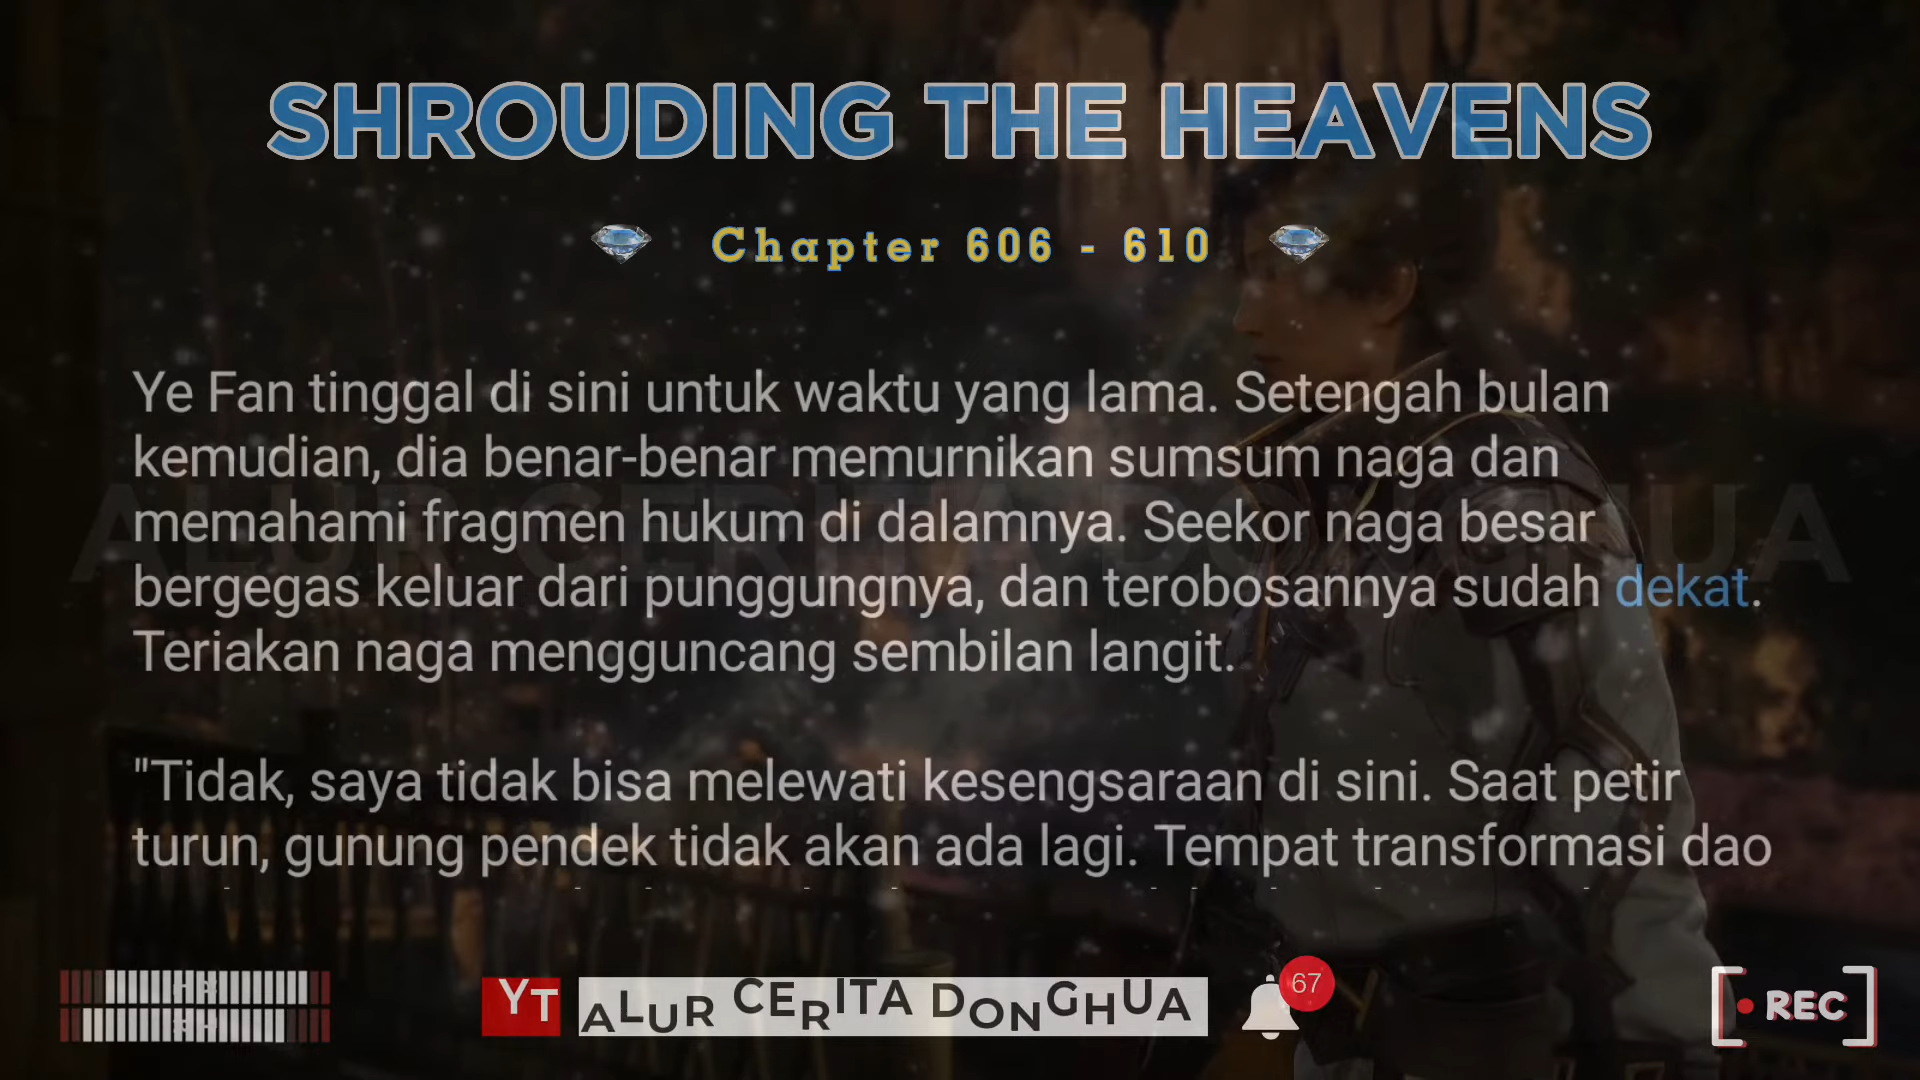 SHROUDING THE HEAVENS
Chapter 606 - 610
Ye Fan tinggal di sini untuk waktu yang lama. Setengah bulan
kemudian, dia benar-benar memurnikan sumsum naga dan
memahami fragmen hukum di dalamnya. Seekor naga besar
bergegas keluar dari punggungnya, dan terobosannya sudah dekat.
Teriakan naga mengguncang sembilan langit.
"Tidak, saya tidak bisa melewati kesengsaraan di sini. Saat petir
turun, gunung pendek tidak akan ada lagi. Tempat transformasi dao
ALUR CERITA DONGHUA
YT ALUR CERITA DONGHUA
67
REC